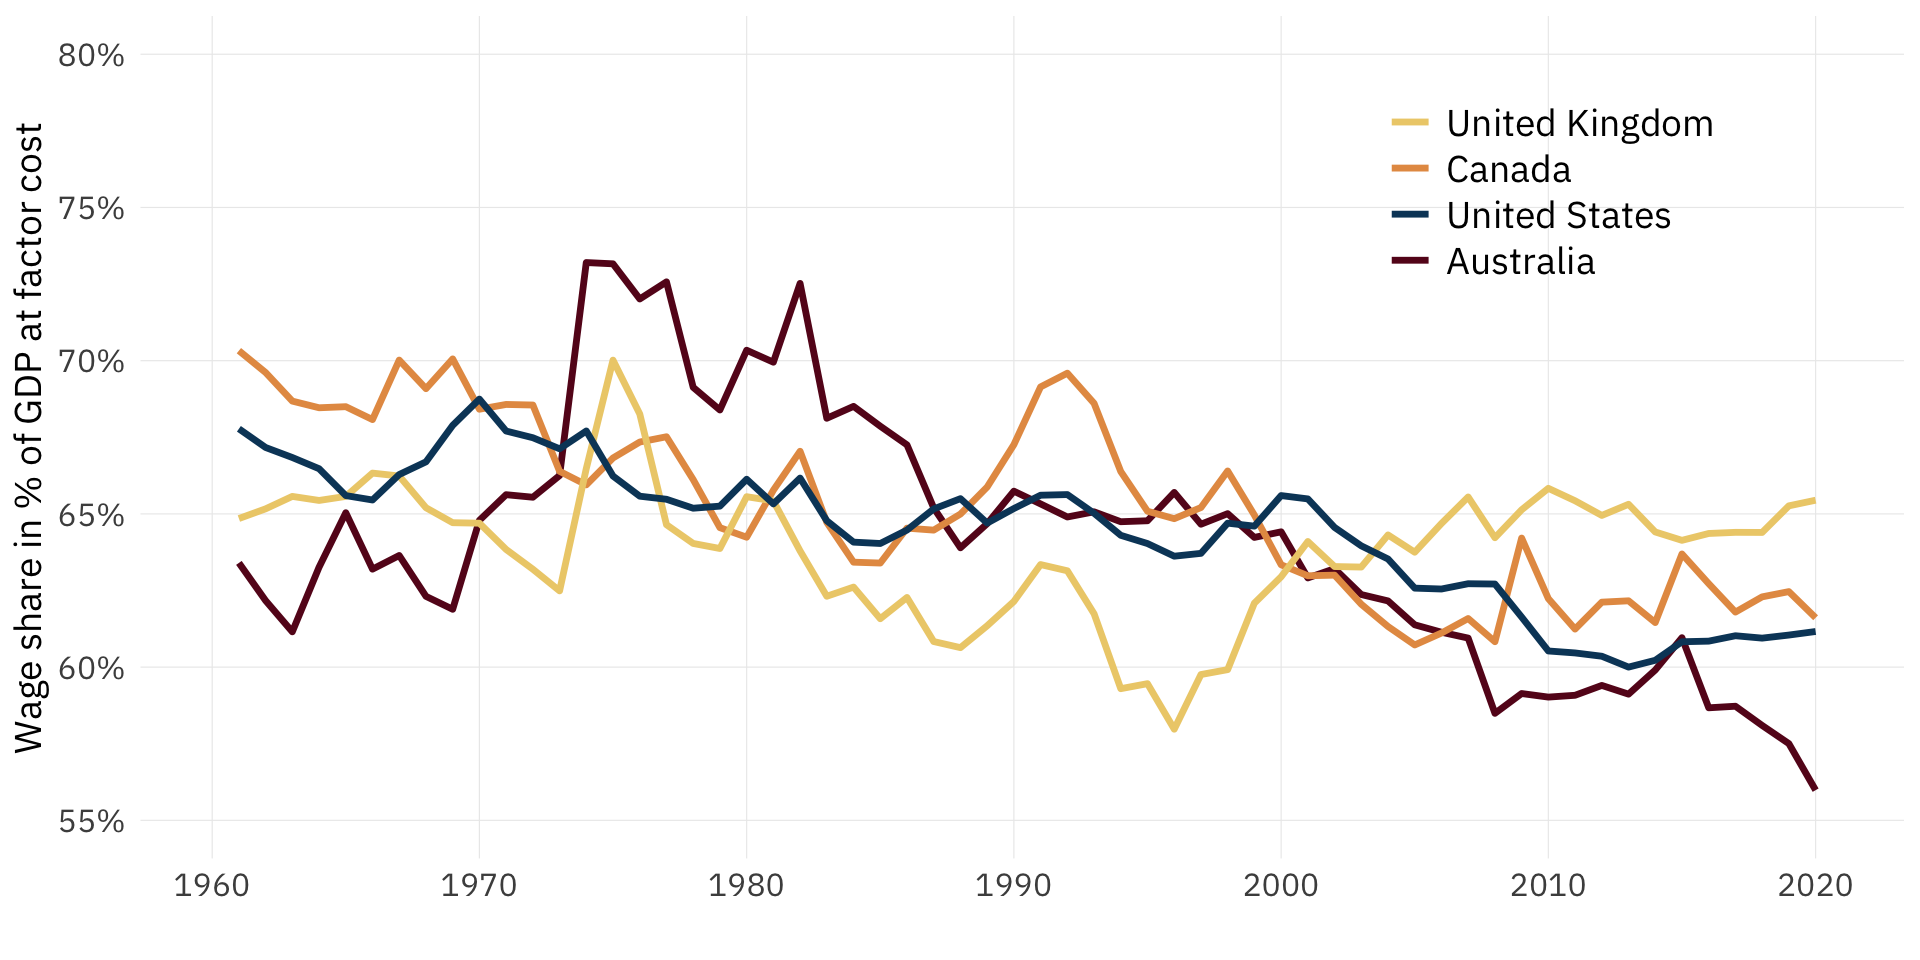 Wage share in % of GDP at factor cost
80%
75%
70%
65%
60%
55%
United Kingdom
Canada
United States
Australia
1960 1970 1980 1990 2000 2010 2020